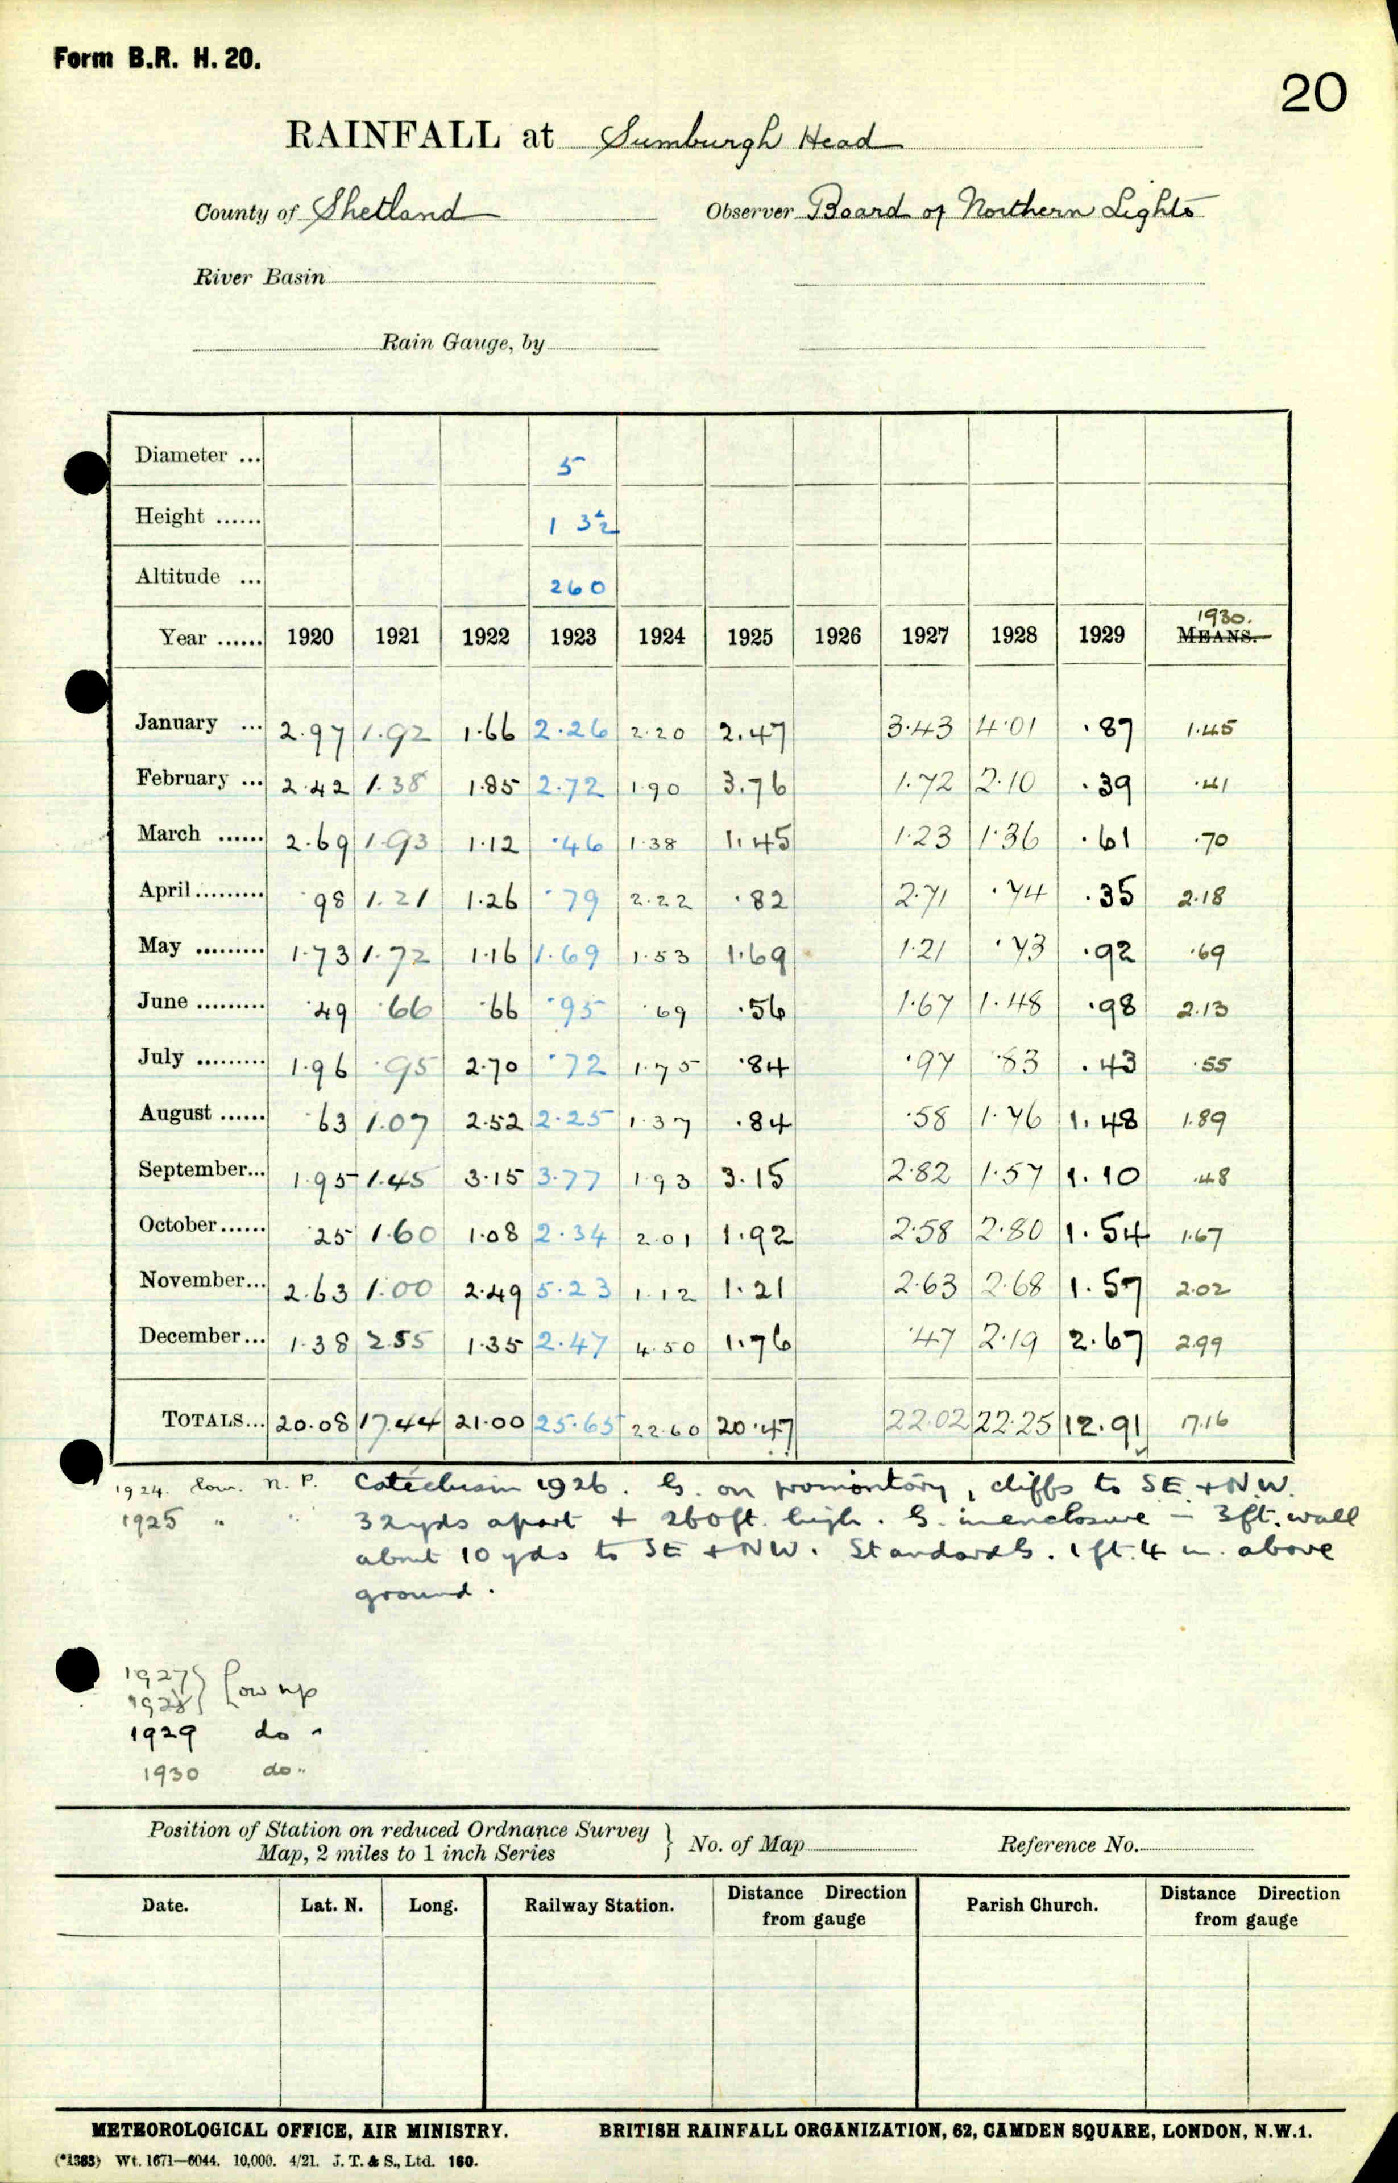 Form B.R. H. 20.
20
RAINFALL at Sumburgh Head
County of Shetland Observer Board of Northern Lights
River Basin
Rain Gauge, by
Diameter ... 5
Height ...... 1 3½
Altitude ... 260
1930.
Year ...... 1920 1921 1922 1923 1924 1925 1926 1927 1928 1929 MEANS.
January ... 2.97 1.92 1.66 2.26 2.20 2.47 3.43 4.01 .87 1.45
February ... 2.42 1.38 1.85 2.72 1.90 3.76 1.72 2.10 .39 .41
March ...... 2.69 1.93 1.12 .46 1.38 1.45 1.23 1.36 .61 .70
April......... .98 1.21 1.26 .79 2.22 .82 2.71 .74 .35 2.18
May ......... 1.73 1.72 1.16 1.69 1.53 1.69 1.21 .73 .92 .69
June ......... .49 .66 .66 .95 .69 .56 1.67 1.48 .98 2.13
July ......... 1.96 .95 2.70 .72 1.75 .84 .97 .83 .43 .55
August ...... .63 1.07 2.52 2.25 1.37 .84 .58 1.76 1.48 1.89
September... 1.95 1.45 3.15 3.77 1.93 3.15 2.82 1.57 1.10 .48
October...... .25 1.60 1.08 2.34 2.01 1.92 2.58 2.80 1.54 1.67
November... 2.63 1.00 2.49 5.23 1.12 1.21 2.63 2.68 1.57 2.02
December... 1.38 2.55 1.35 2.47 4.50 1.76 .47 2.19 2.67 2.99
TOTALS... 20.08 17.44 21.00 25.65 22.60 20.47 22.02 22.25 12.91 17.16
1924. low. n. P. Catechism 1926. G. on promontory, cliffs to SE. + N.W.
1925 " " 32yds apart + 260ft. high. G. in enclosure - 3ft. wall
about 10 yds to SE + NW. Standard G. 1 ft. 4 in. above
ground.
1927 } low np
1928
1929 do "
1930 do "
Position of Station on reduced Ordnance Survey
Map, 2 miles to 1 inch Series } No. of Map Reference No.
Date. Lat. N. Long. Railway Station. Distance Direction from gauge Parish Church. Distance Direction from gauge
METEOROLOGICAL OFFICE, AIR MINISTRY. BRITISH RAINFALL ORGANIZATION, 62, CAMDEN SQUARE, LONDON, N.W.1.
(*1383) Wt. 1671—6044. 10,000. 4/21. J. T. & S., Ltd. 160.